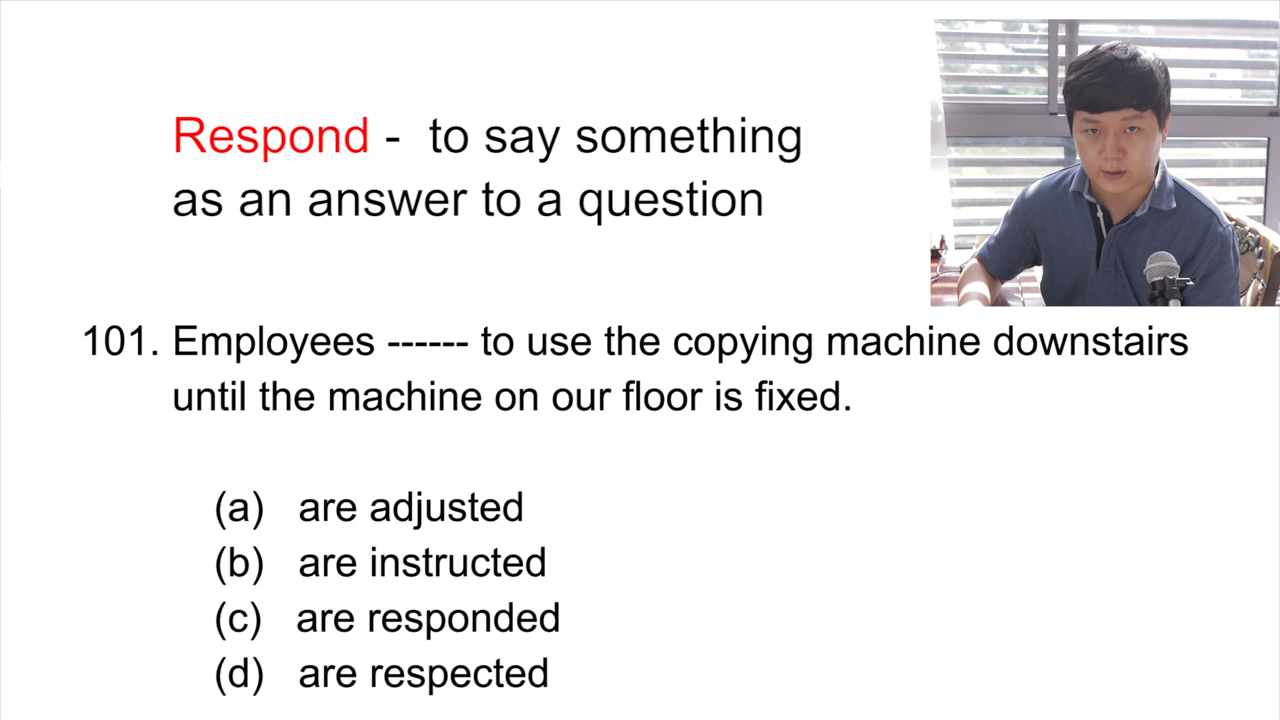 Respond - to say something
as an answer to a question
101. Employees ------ to use the copying machine downstairs
until the machine on our floor is fixed.
(a) are adjusted
(b) are instructed
(c) are responded
(d) are respected